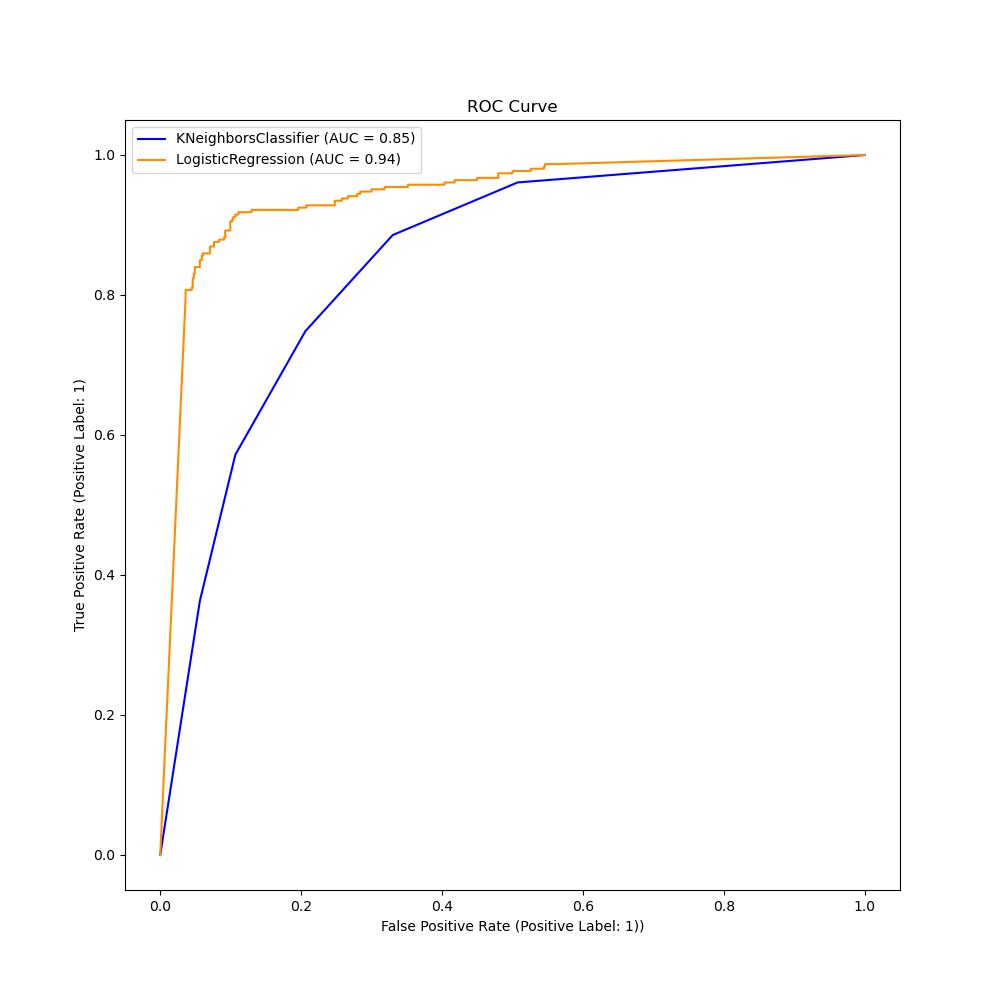 ROC Curve
KNeighborsClassifier (AUC = 0.85)
LogisticRegression (AUC = 0.94)
1.0
0.8
0.6
0.4
0.2
0.0
True Positive Rate (Positive Label: 1)
0.0 0.2 0.4 0.6 0.8 1.0
False Positive Rate (Positive Label: 1))